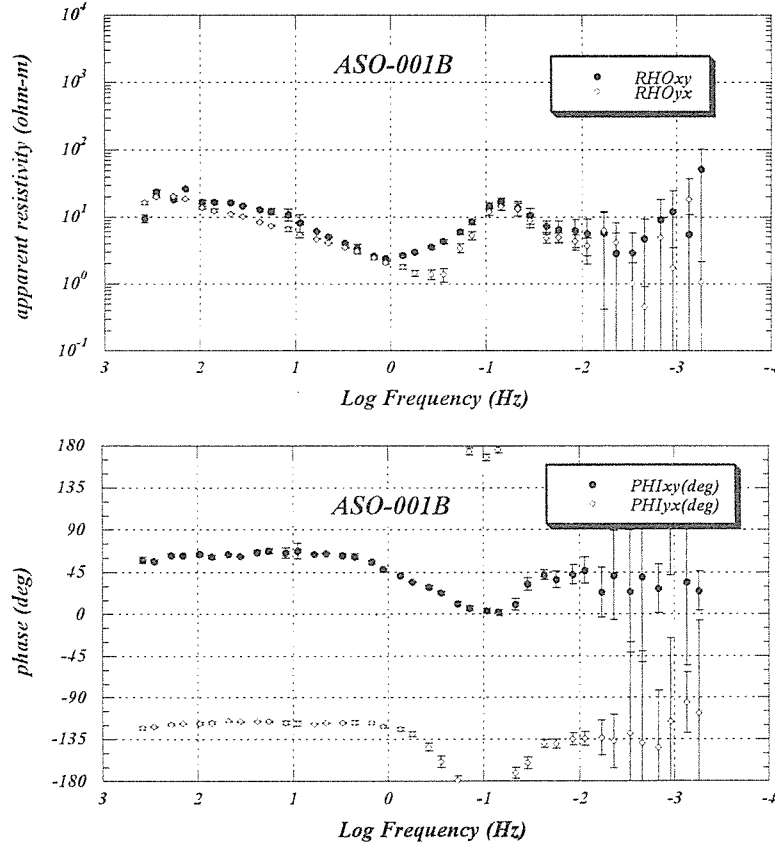 10⁴
10³
10²
10¹
10⁰
10⁻¹
apparent resistivity (ohm-m)
ASO-001B
RHOxy
RHOyx
3 2 1 0 -1 -2 -3 -4
Log Frequency (Hz)
180
135
90
45
0
-45
-90
-135
-180
phase (deg)
ASO-001B
PHIxy(deg)
PHIyx(deg)
3 2 1 0 -1 -2 -3 -4
Log Frequency (Hz)